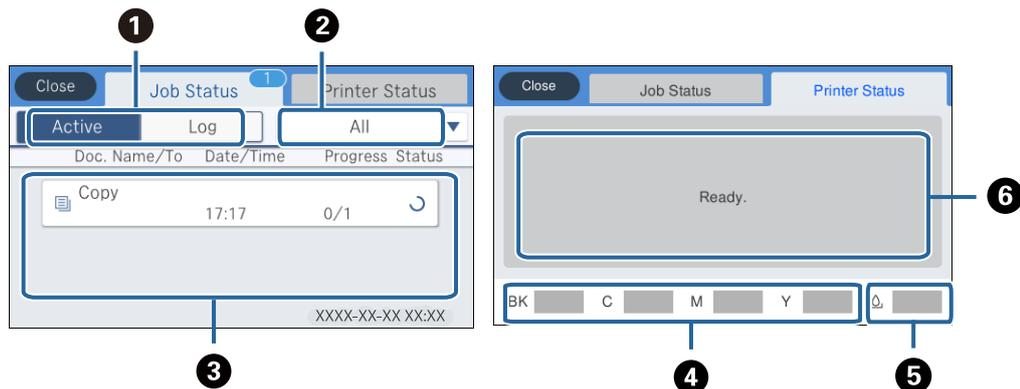 1 2
Close Job Status 1 Printer Status
Active Log All
Doc. Name/To Date/Time Progress Status
Copy
17:17 0/1
XXXX-XX-XX XX:XX
3
Close Job Status Printer Status
Ready.
6
BK C M Y
4 5